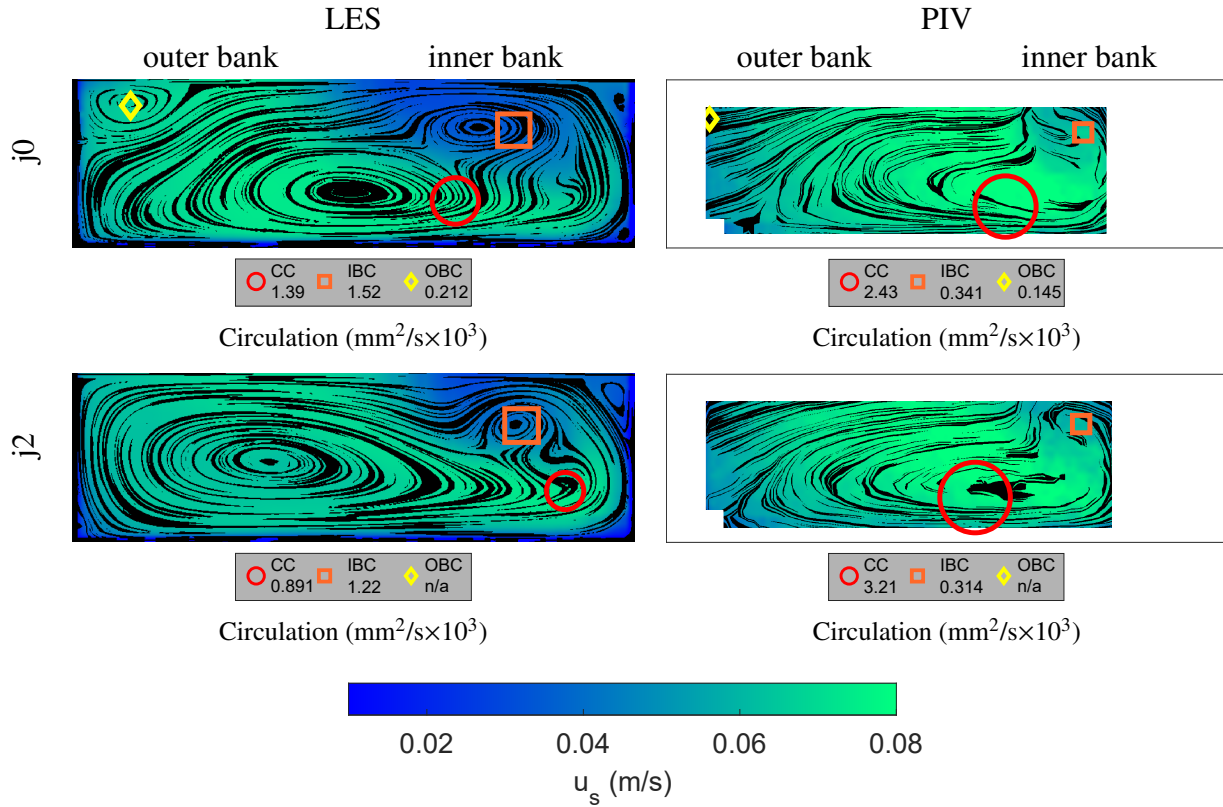 LES PIV
outer bank inner bank outer bank inner bank
j0
CC IBC OBC
1.39 1.52 0.212
CC IBC OBC
2.43 0.341 0.145
Circulation (mm²/s×10³) Circulation (mm²/s×10³)
j2
CC IBC OBC
0.891 1.22 n/a
CC IBC OBC
3.21 0.314 n/a
Circulation (mm²/s×10³) Circulation (mm²/s×10³)
0.02 0.04 0.06 0.08
u_s (m/s)